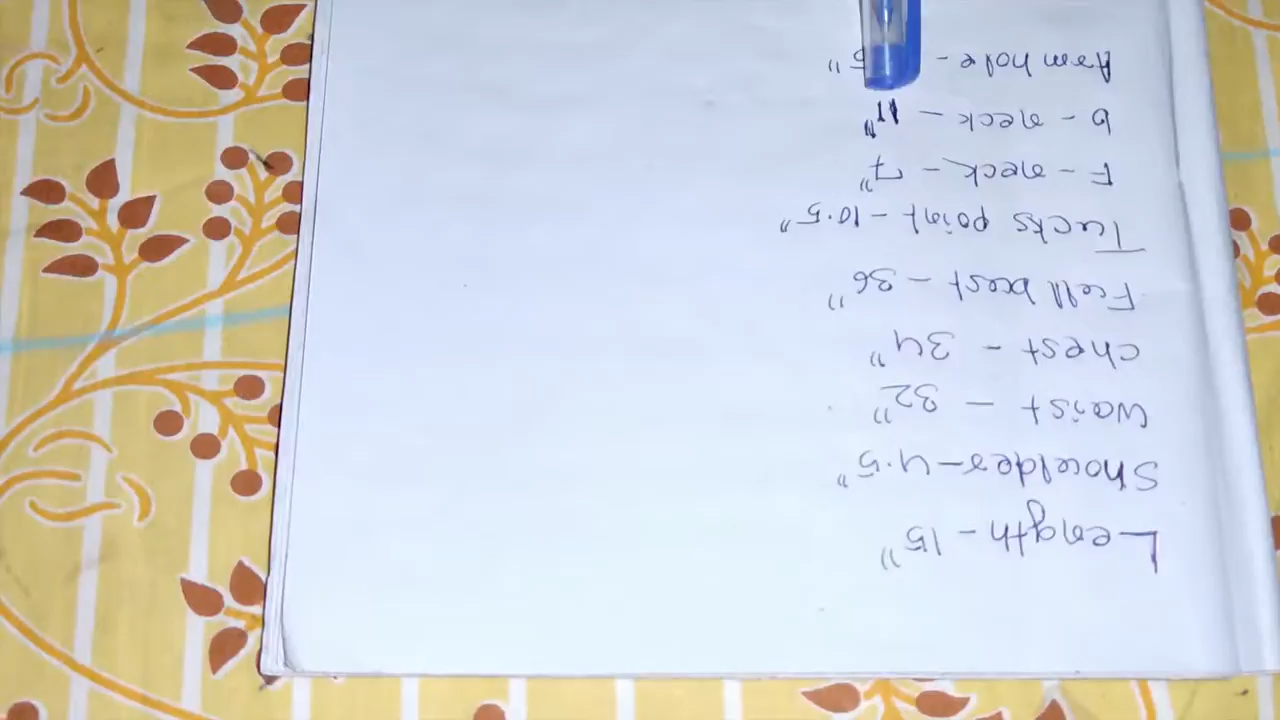 Length - 15"
Shoulder - 4.5"
Waist - 32"
chest - 34"
Full bust - 36"
Tucks point - 10.5"
F - neck - 7"
b - neck - 11"
Arm hole -